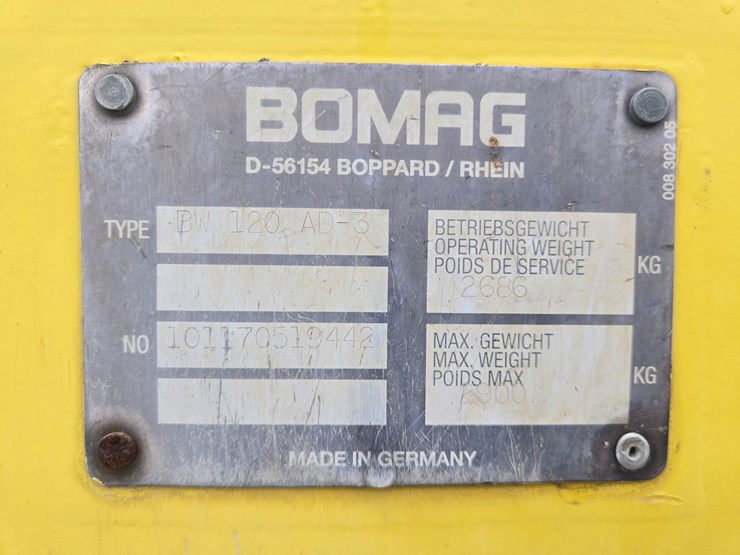 BOMAG
D-56154 BOPPARD / RHEIN
008 302 05
TYPE BW 120 AD-3
BETRIEBSGEWICHT
OPERATING WEIGHT
POIDS DE SERVICE
2686 KG
NO 101170519442
MAX. GEWICHT
MAX. WEIGHT
POIDS MAX
KG
MADE IN GERMANY